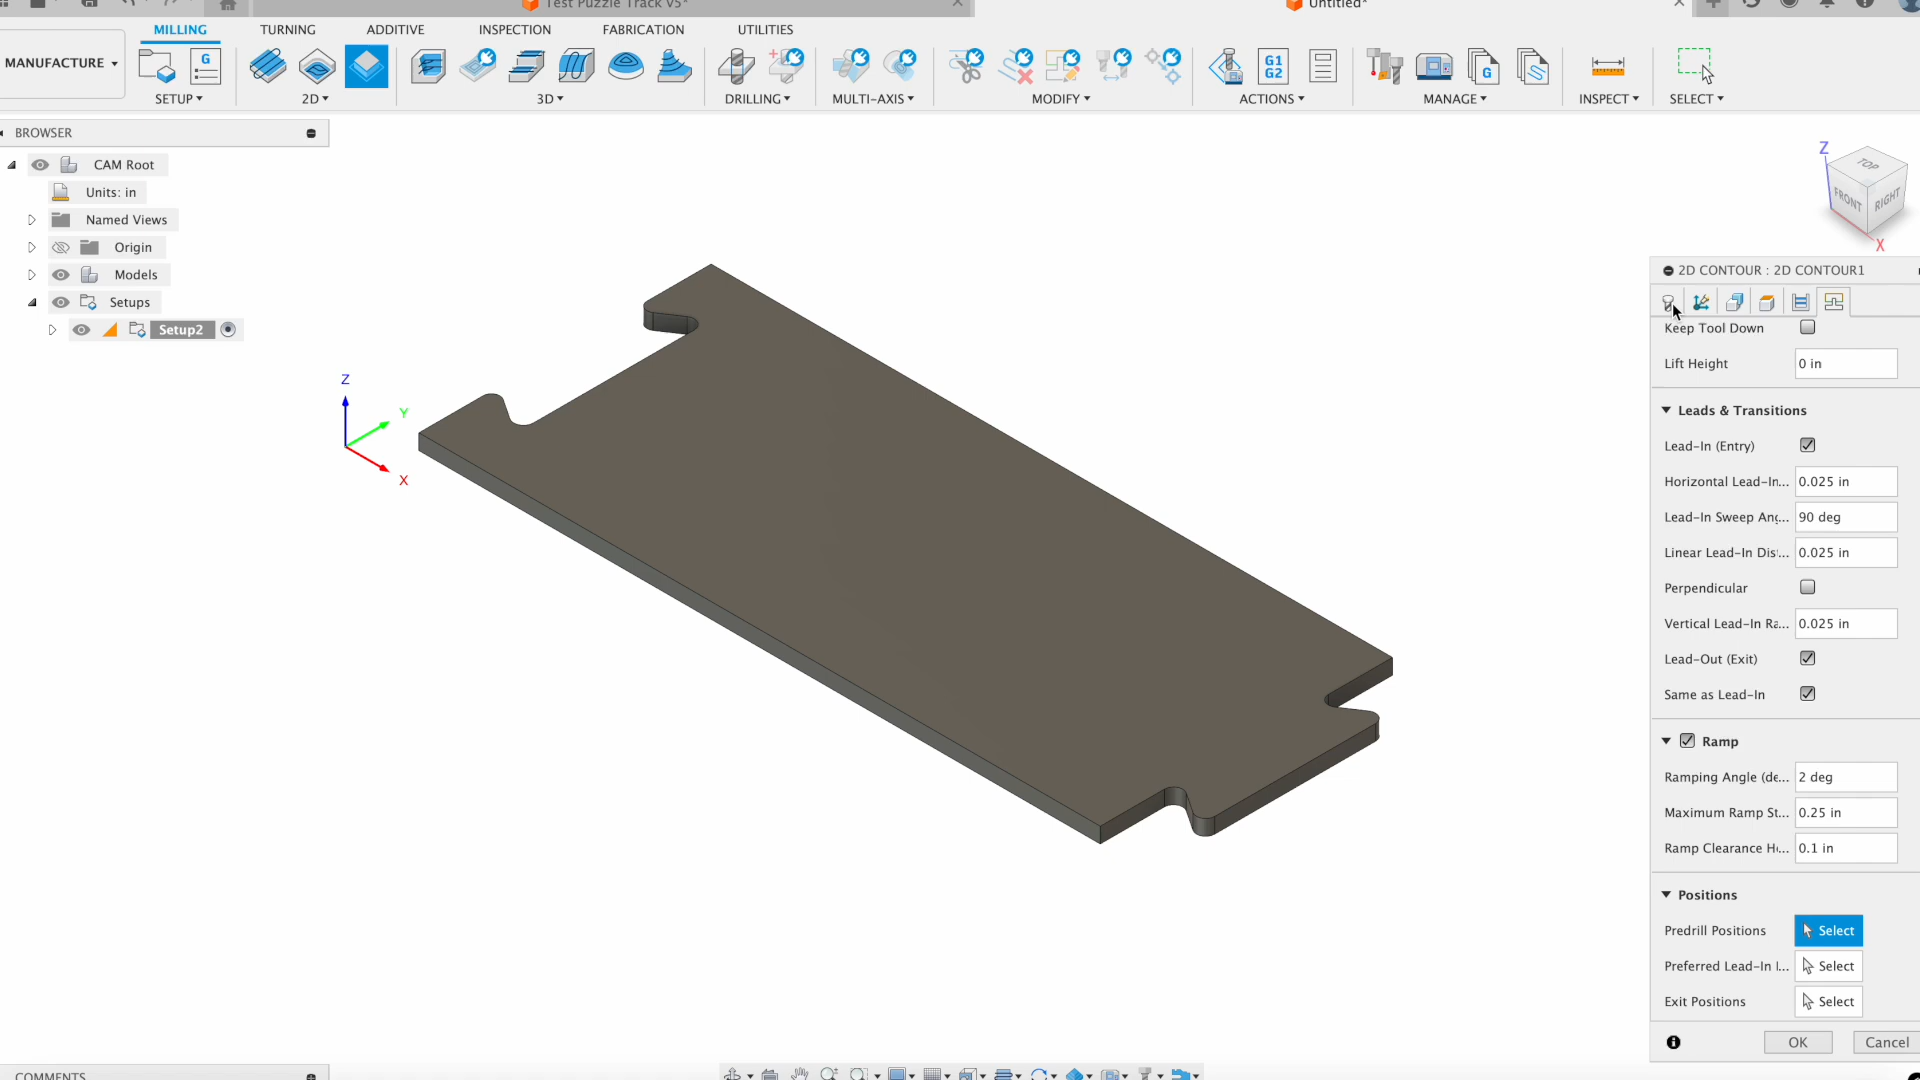 Test Puzzle Track v5*
Untitled*
MILLING
TURNING
ADDITIVE
INSPECTION
FABRICATION
UTILITIES
MANUFACTURE
G
G1
G2
G
SETUP
2D
3D
DRILLING
MULTI-AXIS
MODIFY
ACTIONS
MANAGE
INSPECT
SELECT
BROWSER
CAM Root
Units: in
Named Views
Origin
Models
Setups
Setup2
Z
Y
X
Z
TOP
FRONT
RIGHT
X
2D CONTOUR : 2D CONTOUR1
Keep Tool Down
Lift Height 0 in
Leads & Transitions
Lead-In (Entry)
Horizontal Lead-In... 0.025 in
Lead-In Sweep Ang... 90 deg
Linear Lead-In Dis... 0.025 in
Perpendicular
Vertical Lead-In Ra... 0.025 in
Lead-Out (Exit)
Same as Lead-In
Ramp
Ramping Angle (de... 2 deg
Maximum Ramp St... 0.25 in
Ramp Clearance H... 0.1 in
Positions
Predrill Positions Select
Preferred Lead-In ... Select
Exit Positions Select
OK Cancel
COMMENTS